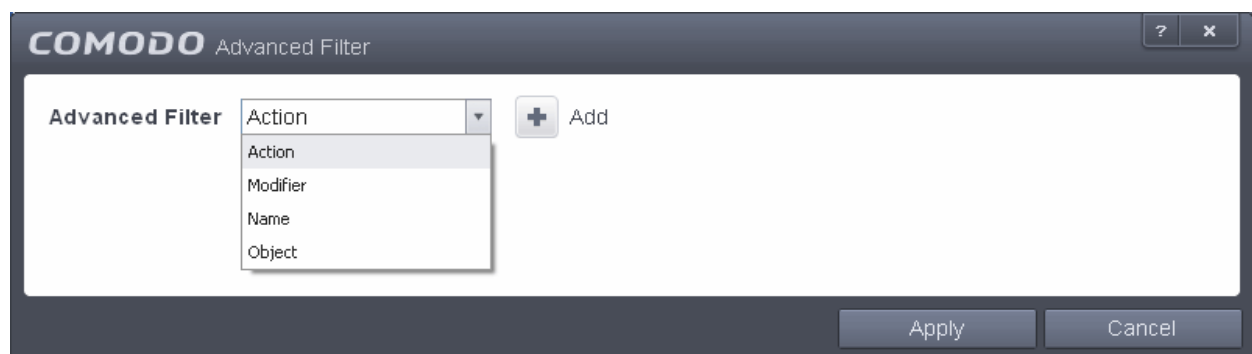 COMODO Advanced Filter ? x
Advanced Filter Action Add
Action
Modifier
Name
Object
Apply Cancel